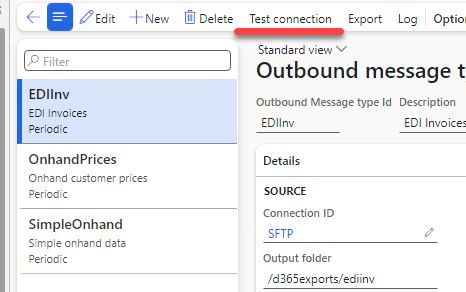 Edit New Delete Test connection Export Log Optio
Filter
EDIInv
EDI Invoices
Periodic
OnhandPrices
Onhand customer prices
Periodic
SimpleOnhand
Simple onhand data
Periodic
Standard view
Outbound message t
Outbound Message type Id Description
EDIInv EDI Invoices
Details
SOURCE
Connection ID
SFTP
Output folder
/d365exports/ediinv